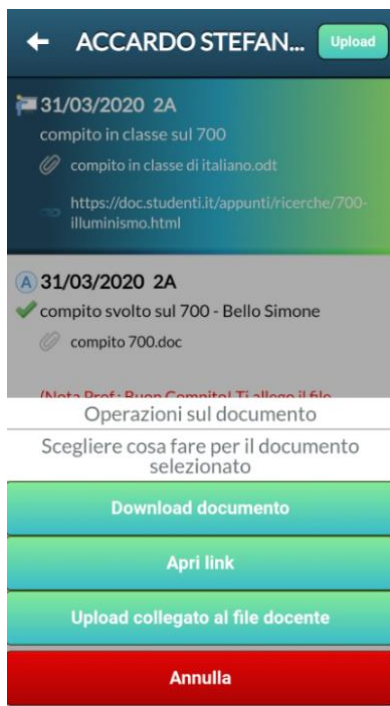 ACCARDO STEFAN...
Upload
31/03/2020 2A
compito in classe sul 700
compito in classe di italiano.odt
https://doc.studenti.it/appunti/ricerche/700-
illuminismo.html
A
31/03/2020 2A
compito svolto sul 700 - Bello Simone
compito 700.doc
(Nota Prof.: Buon Compito! Ti allego il file
Operazioni sul documento
Scegliere cosa fare per il documento
selezionato
Download documento
Apri link
Upload collegato al file docente
Annulla